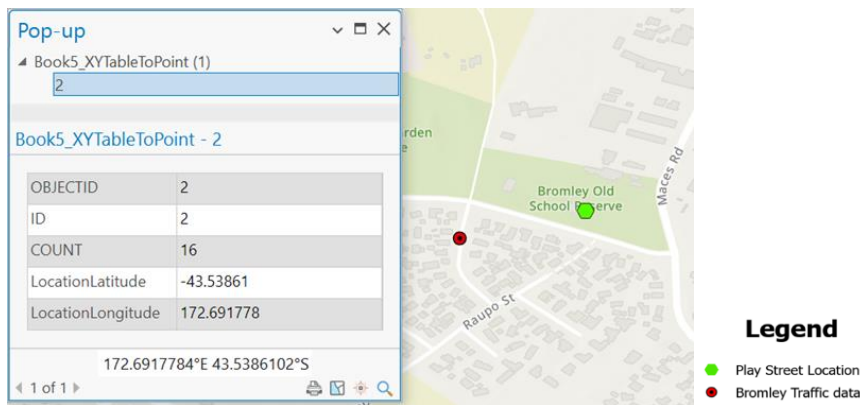 Pop-up
Book5_XYTableToPoint (1)
2
Book5_XYTableToPoint - 2
OBJECTID 2
ID 2
COUNT 16
LocationLatitude -43.53861
LocationLongitude 172.691778
172.6917784°E 43.5386102°S
1 of 1
rden
Bromley Old
School Reserve
Maces Rd
Raupo St
Legend
Play Street Location
Bromley Traffic data